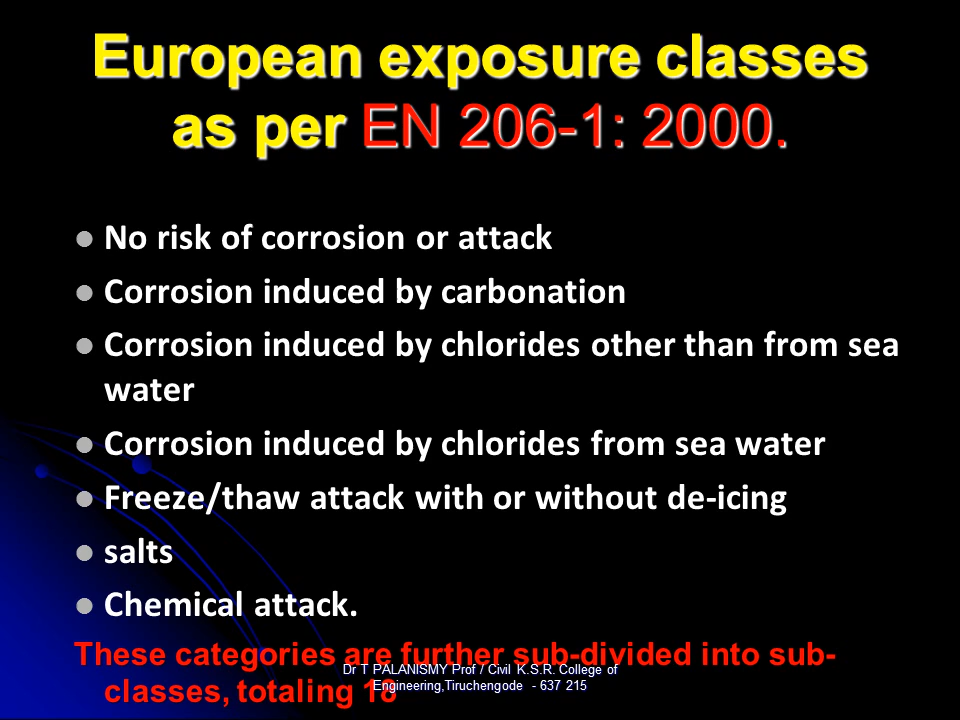 European exposure classes
as per EN 206-1: 2000.
No risk of corrosion or attack
Corrosion induced by carbonation
Corrosion induced by chlorides other than from sea
water
Corrosion induced by chlorides from sea water
Freeze/thaw attack with or without de-icing
salts
Chemical attack.
These categories are further sub-divided into sub-
classes, totaling 18
Dr T PALANISMY Prof / Civil K.S.R. College of
Engineering,Tiruchengode - 637 215